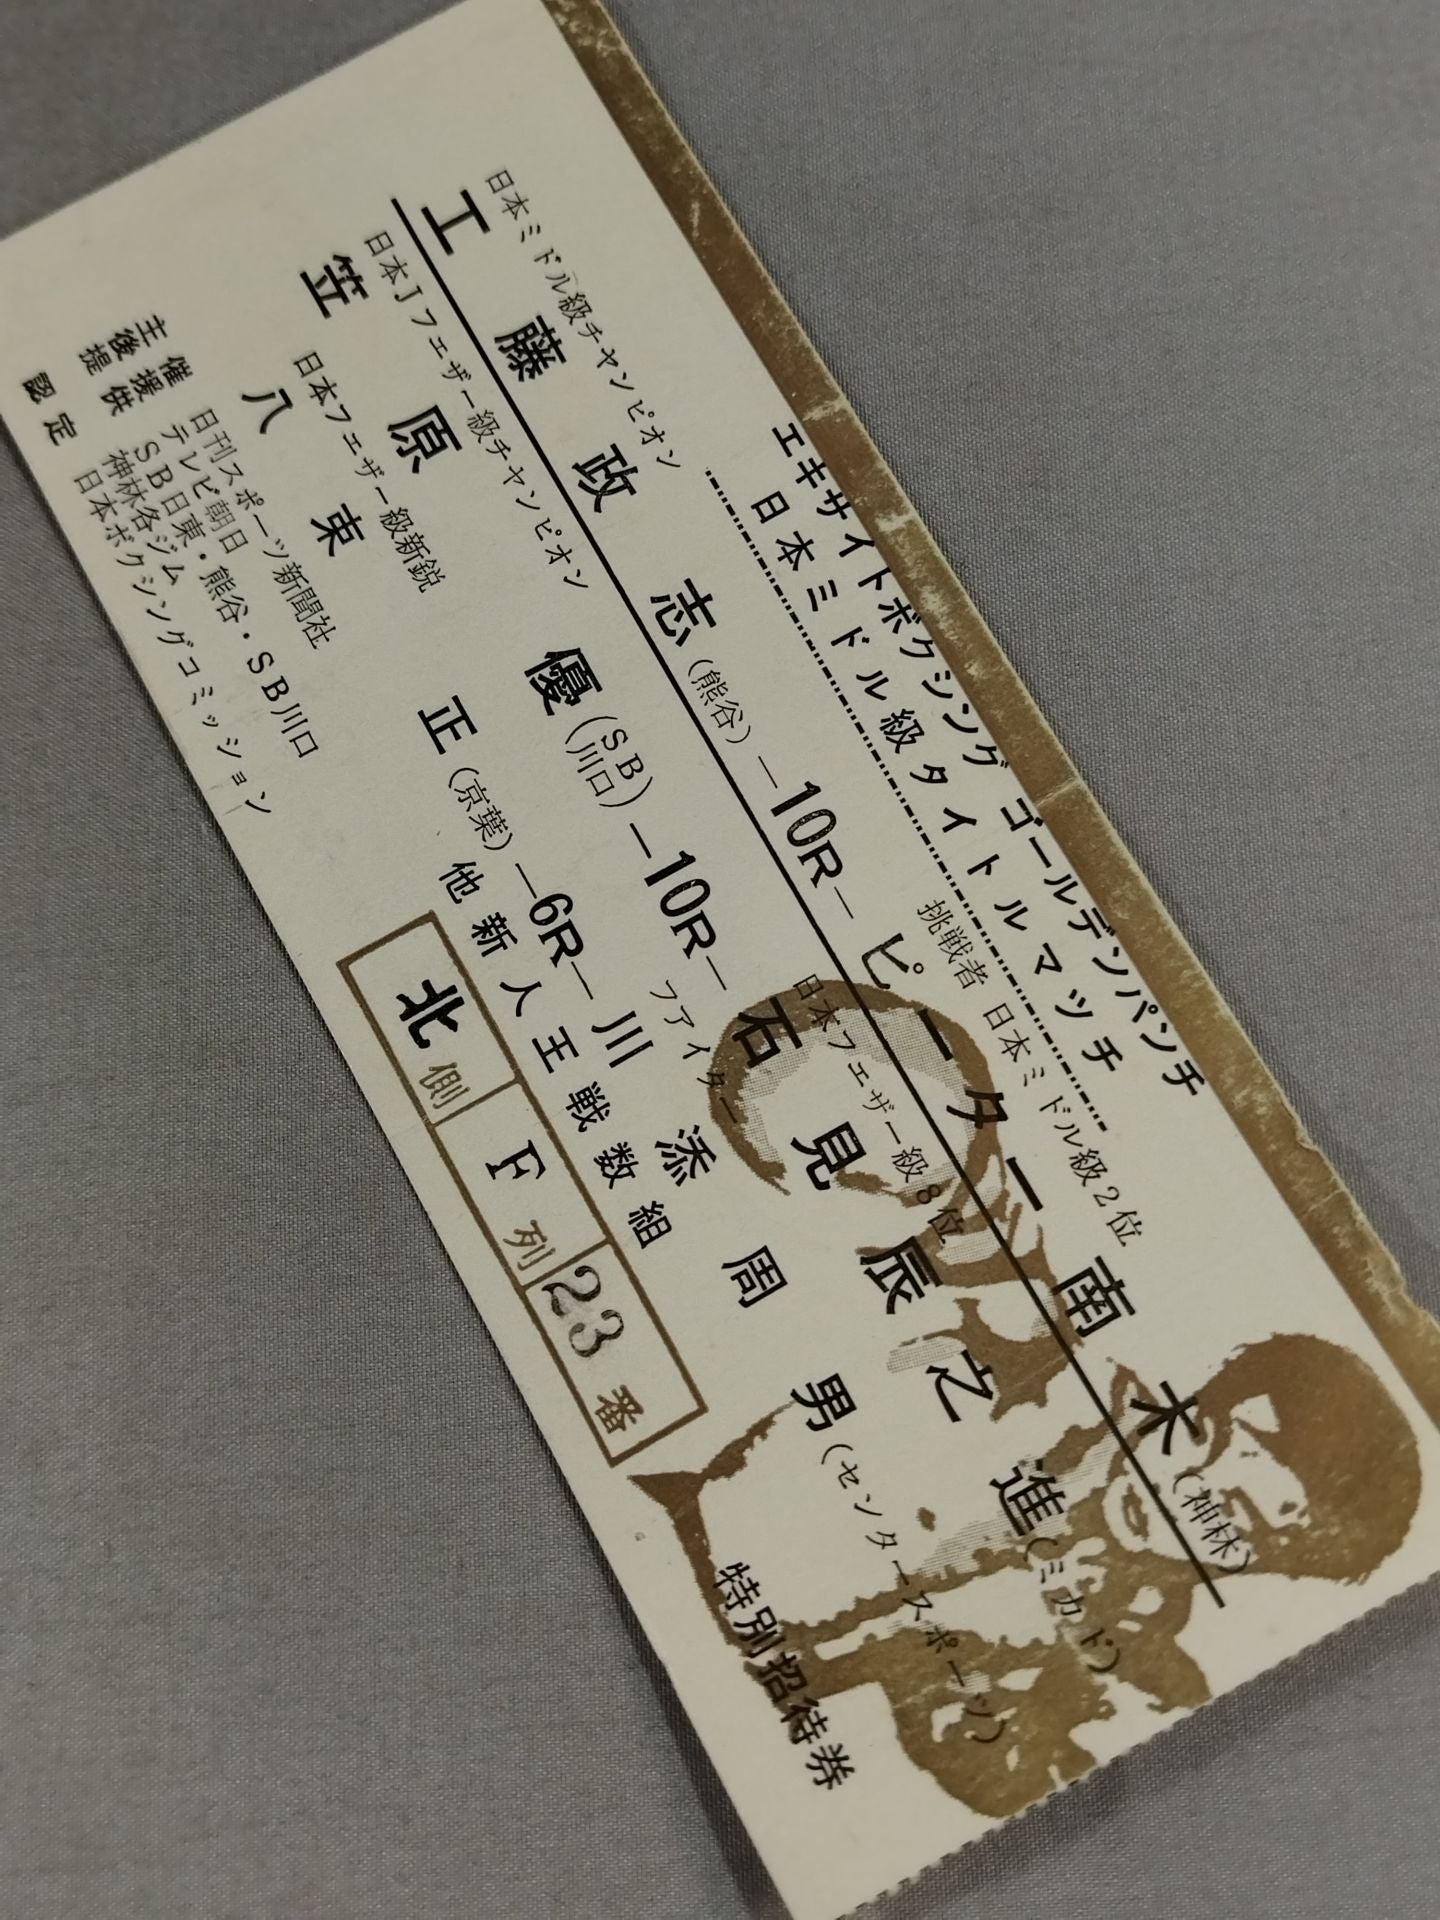 エキサイトボクシング ゴールデンパンチ
日本ミドル級タイトルマッチ
日本ミドル級チャンピオン 挑戦者 日本ミドル級2位
工藤政志(熊谷)―10R―ピーター南木(神林)
日本Jフェザー級チャンピオン 日本フェザー級8位
笠原優(SB川口)―10R―石見辰之進(ミカド)
日本フェザー級新鋭 ファイター
八束正(京葉)―6R―川添周男(センタースポーツ)
他新人王戦数組
主催 日刊スポーツ新聞社
後援 テレビ朝日
提供 SB日東・熊谷・SB川口
神林各ジム
認定 日本ボクシングコミッション
北側 F列 23番
特別招待券